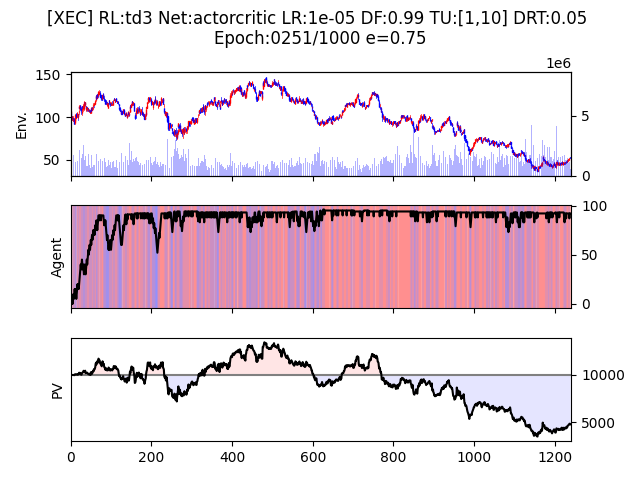 [XEC] RL:td3 Net:actorcritic LR:1e-05 DF:0.99 TU:[1,10] DRT:0.05
Epoch:0251/1000 e=0.75
1e6
150
100
50
Env.
5
0
Agent
100
50
0
PV
10000
5000
0 200 400 600 800 1000 1200